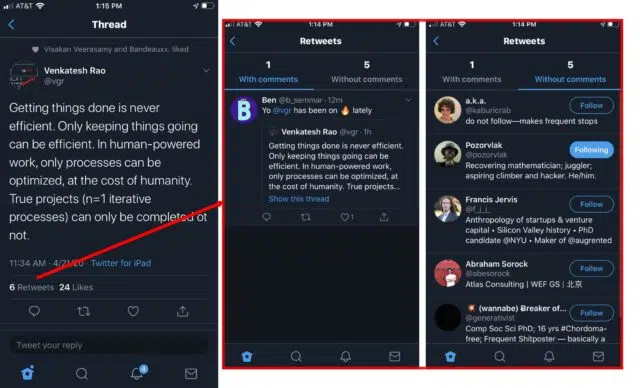 AT&T
1:15 PM
Thread
Visakan Veerasamy and Bandeauxx. liked
Venkatesh Rao
@vgr
Getting things done is never
efficient. Only keeping things going
can be efficient. In human-powered
work, only processes can be
optimized, at the cost of humanity.
True projects (n=1 iterative
processes) can only be completed ot
not.
11:34 AM · 4/21/20 · Twitter for iPad
6 Retweets 24 Likes
Tweet your reply
4
AT&T
1:14 PM
Retweets
1
With comments
5
Without comments
B
Ben @b_semmar · 12m
Yo @vgr has been on 🔥 lately
Venkatesh Rao @vgr · 1h
Getting things done is never efficient.
Only keeping things going can be
efficient. In human-powered work,
only processes can be optimized, at
the cost of humanity. True projects...
Show this thread
1
AT&T
1:14 PM
Retweets
1
With comments
5
Without comments
a.k.a.
@kaburicrab
Follow
do not follow—makes frequent stops
Pozorvlak
@pozorvlak
Following
Recovering mathematician; juggler;
aspiring climber and hacker. He/him.
Francis Jervis
@f_j_j_
Follow
Anthropology of startups & venture
capital • Silicon Valley history • PhD
candidate @NYU • Maker of @augrented
Abraham Sorock
@abesorock
Follow
Atlas Consulting | WEF GS | 北京
💥 (wannabe) Breaker of...
@generativist
Follow
Comp Soc Sci PhD; 16 yrs #Chordoma-
free; Frequent Shitposter — basically a